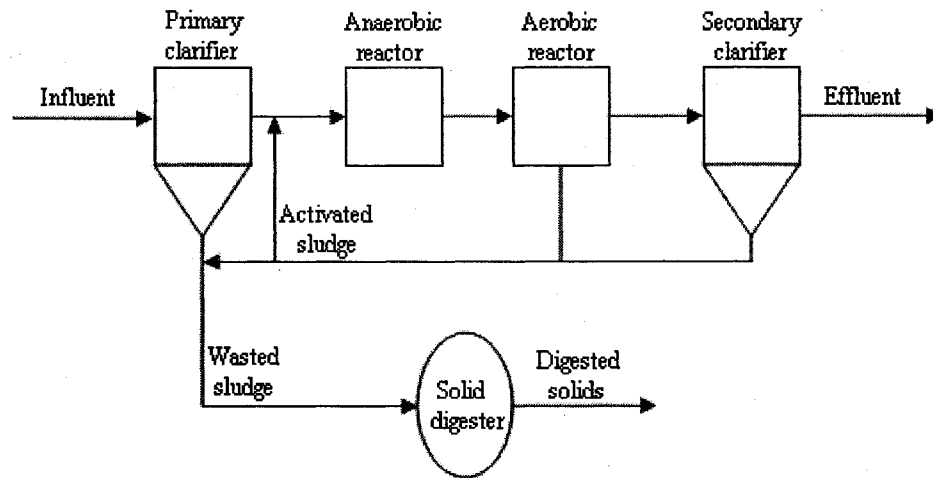 Primary
clarifier
Anaerobic
reactor
Aerobic
reactor
Secondary
clarifier
Influent
Effluent
Activated
sludge
Wasted
sludge
Solid
digester
Digested
solids